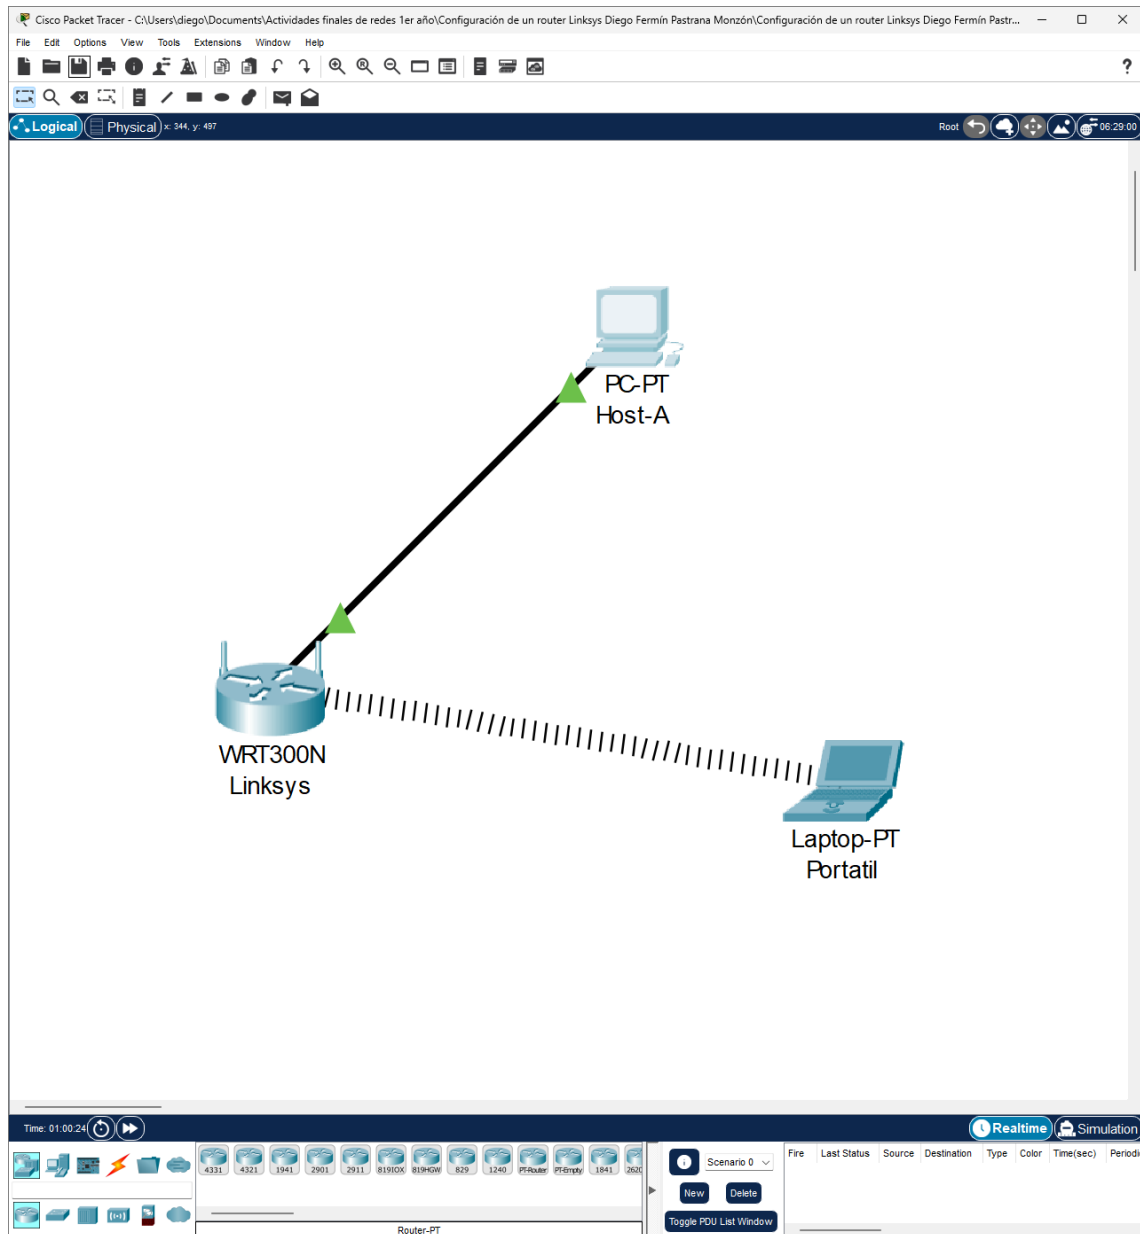 Cisco Packet Tracer - C:\Users\diego\Documents\Actividades finales de redes 1er año\Configuración de un router Linksys Diego Fermín Pastrana Monzón\Configuración de un router Linksys Diego Fermín Pastr...
File Edit Options View Tools Extensions Window Help
Logical Physical x: 344, y: 497 Root 06:29:00
PC-PT
Host-A
WRT300N
Linksys
Laptop-PT
Portatil
Time: 01:00:24 Realtime Simulation
4331 4321 1941 2901 2911 819IOX 819HGW 829 1240 PT-Router PT-Empty 1841 2620
Scenario 0
New Delete
Toggle PDU List Window
Fire Last Status Source Destination Type Color Time(sec) Periodi
Router-PT